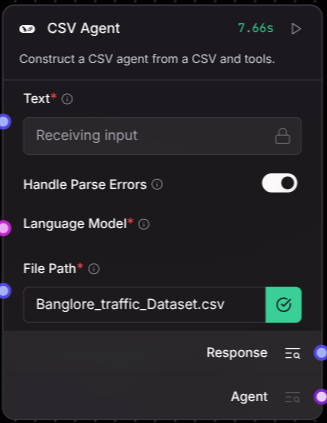 CSV Agent 7.66s
Construct a CSV agent from a CSV and tools.
Text*
Receiving input
Handle Parse Errors
Language Model*
File Path*
Banglore_traffic_Dataset.csv
Response
Agent